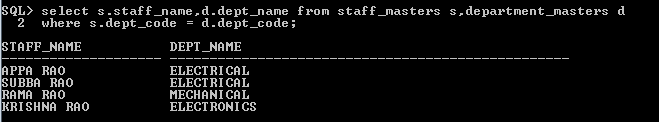 SQL> select s.staff_name,d.dept_name from staff_masters s,department_masters d
2 where s.dept_code = d.dept_code;
STAFF_NAME DEPT_NAME
-------------------- --------------------------------------------------
APPA RAO ELECTRICAL
SUBBA RAO ELECTRICAL
RAMA RAO MECHANICAL
KRISHNA RAO ELECTRONICS